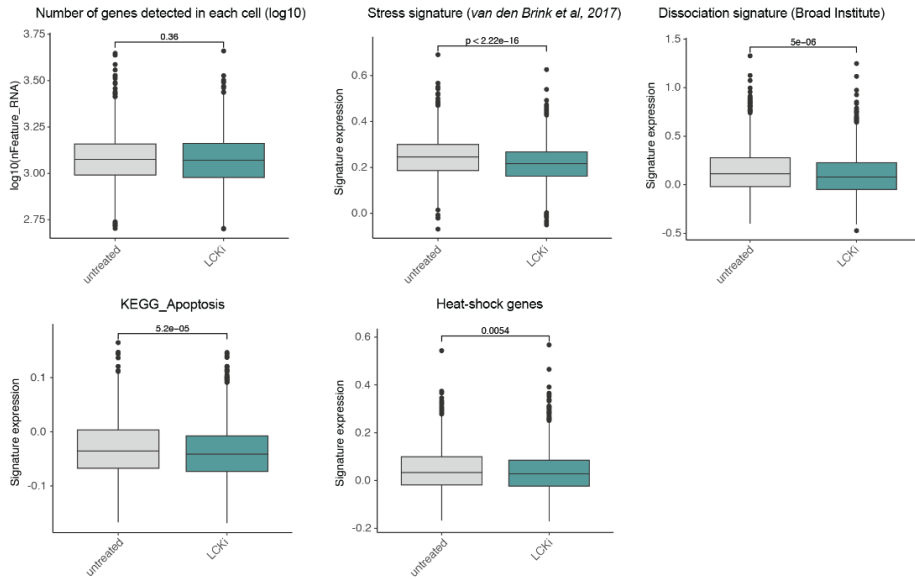 Number of genes detected in each cell (log10)
log10(nFeature_RNA)
3.75
3.50
3.25
3.00
2.75
0.36
untreated
LCKi
Stress signature (van den Brink et al, 2017)
Signature expression
0.6
0.4
0.2
0.0
p < 2.22e−16
untreated
LCKi
Dissociation signature (Broad Institute)
Signature expression
1.5
1.0
0.5
0.0
−0.5
5e−06
untreated
LCKi
KEGG_Apoptosis
Signature expression
0.1
−0.0
−0.1
5.2e−05
untreated
LCKi
Heat-shock genes
Signature expression
0.6
0.4
0.2
0.0
−0.2
0.0054
untreated
LCKi